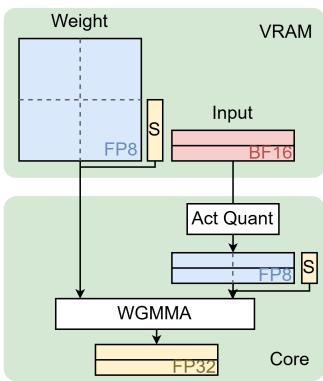 Weight
VRAM
S
Input
FP8
BF16
Act Quant
S
FP8
WGMMA
FP32
Core